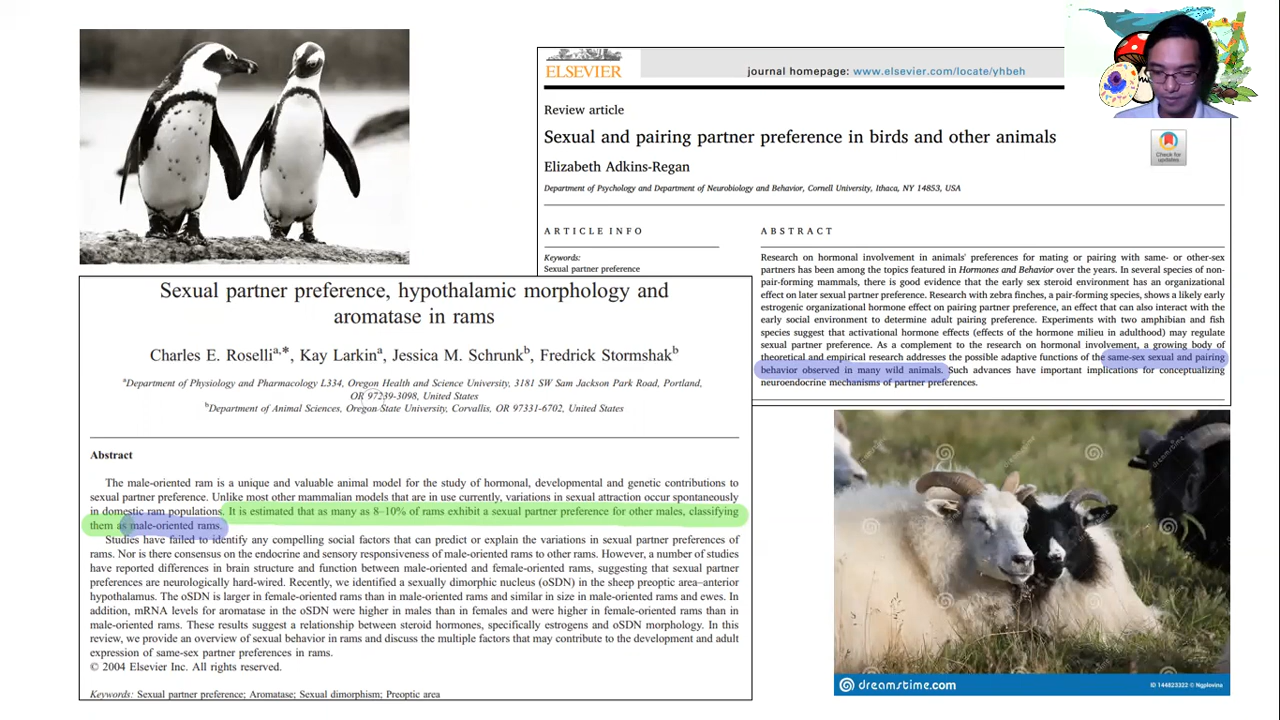 ELSEVIER
journal homepage: www.elsevier.com/locate/yhbeh
Review article
Sexual and pairing partner preference in birds and other animals
Check for
updates
Elizabeth Adkins-Regan
Department of Psychology and Department of Neurobiology and Behavior, Cornell University, Ithaca, NY 14853, USA
ARTICLE INFO
Keywords:
Sexual partner preference
ABSTRACT
Research on hormonal involvement in animals' preferences for mating or pairing with same- or other-sex
partners has been among the topics featured in Hormones and Behavior over the years. In several species of non-
pair-forming mammals, there is good evidence that the early sex steroid environment has an organizational
effect on later sexual partner preference. Research with zebra finches, a pair-forming species, shows a likely early
estrogenic organizational hormone effect on pairing partner preference, an effect that can also interact with the
early social environment to determine adult pairing preference. Experiments with two amphibian and fish
species suggest that activational hormone effects (effects of the hormone milieu in adulthood) may regulate
sexual partner preference. As a complement to the research on hormonal involvement, a growing body of
theoretical and empirical research addresses the possible adaptive functions of the same-sex sexual and pairing
behavior observed in many wild animals. Such advances have important implications for conceptualizing
neuroendocrine mechanisms of partner preferences.
Sexual partner preference, hypothalamic morphology and
aromatase in rams
Charles E. Roselli a,*, Kay Larkin a, Jessica M. Schrunk b, Fredrick Stormshak b
a Department of Physiology and Pharmacology L334, Oregon Health and Science University, 3181 SW Sam Jackson Park Road, Portland,
OR 97239-3098, United States
b Department of Animal Sciences, Oregon State University, Corvallis, OR 97331-6702, United States
Abstract
The male-oriented ram is a unique and valuable animal model for the study of hormonal, developmental and genetic contributions to
sexual partner preference. Unlike most other mammalian models that are in use currently, variations in sexual attraction occur spontaneously
in domestic ram populations. It is estimated that as many as 8–10% of rams exhibit a sexual partner preference for other males, classifying
them as male-oriented rams.
Studies have failed to identify any compelling social factors that can predict or explain the variations in sexual partner preferences of
rams. Nor is there consensus on the endocrine and sensory responsiveness of male-oriented rams to other rams. However, a number of studies
have reported differences in brain structure and function between male-oriented and female-oriented rams, suggesting that sexual partner
preferences are neurologically hard-wired. Recently, we identified a sexually dimorphic nucleus (oSDN) in the sheep preoptic area–anterior
hypothalamus. The oSDN is larger in female-oriented rams than in male-oriented rams and similar in size in male-oriented rams and ewes. In
addition, mRNA levels for aromatase in the oSDN were higher in males than in females and were higher in female-oriented rams than in
male-oriented rams. These results suggest a relationship between steroid hormones, specifically estrogens and oSDN morphology. In this
review, we provide an overview of sexual behavior in rams and discuss the multiple factors that may contribute to the development and adult
expression of same-sex partner preferences in rams.
© 2004 Elsevier Inc. All rights reserved.
Keywords: Sexual partner preference; Aromatase; Sexual dimorphism; Preoptic area
dreamstime.com
ID 144823322 © Ngplovina